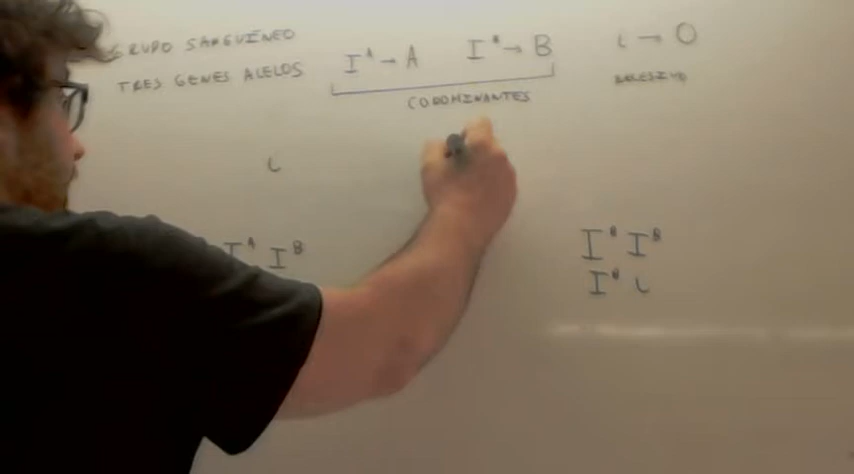 GRUPO SANGUÍNEO
TRES GENES ALELOS
I^A → A I^B → B i → O
CODOMINANTES
RECESIVO
i
I^A I^B
I^B I^B
I^B i